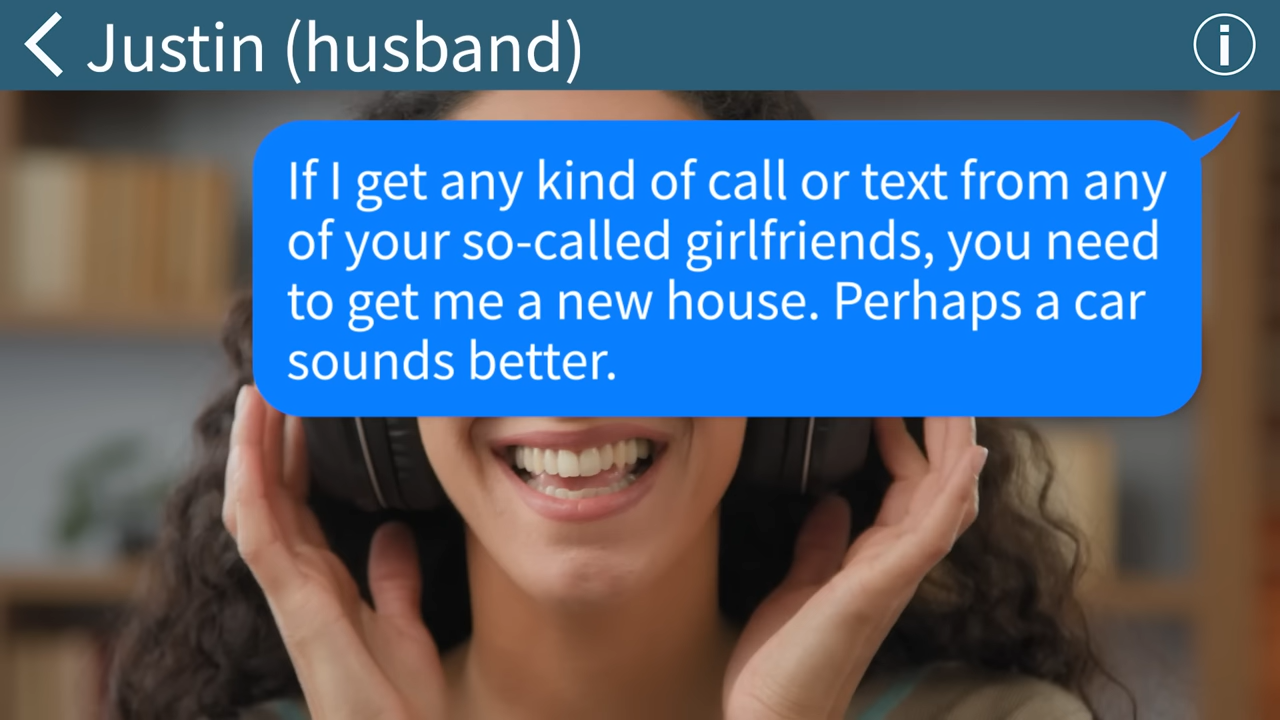 Justin (husband)
If I get any kind of call or text from any
of your so-called girlfriends, you need
to get me a new house. Perhaps a car
sounds better.